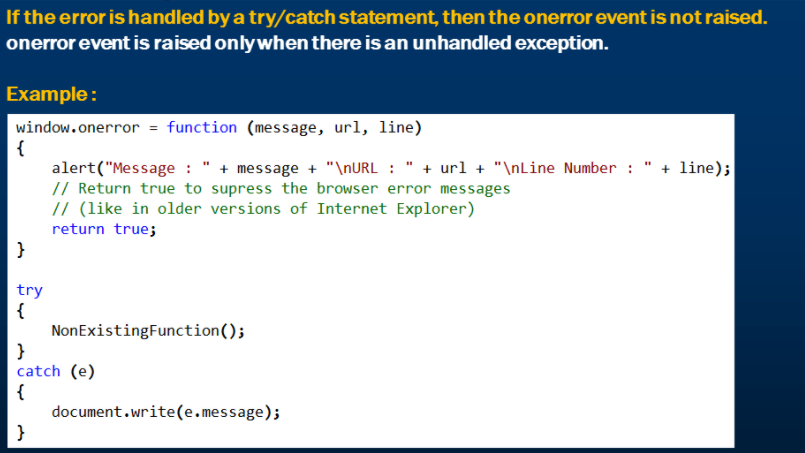 If the error is handled by a try/catch statement, then the onerror event is not raised.
onerror event is raised only when there is an unhandled exception.
Example :
window.onerror = function (message, url, line)
{
    alert("Message : " + message + "\nURL : " + url + "\nLine Number : " + line);
    // Return true to supress the browser error messages
    // (like in older versions of Internet Explorer)
    return true;
}
try
{
    NonExistingFunction();
}
catch (e)
{
    document.write(e.message);
}